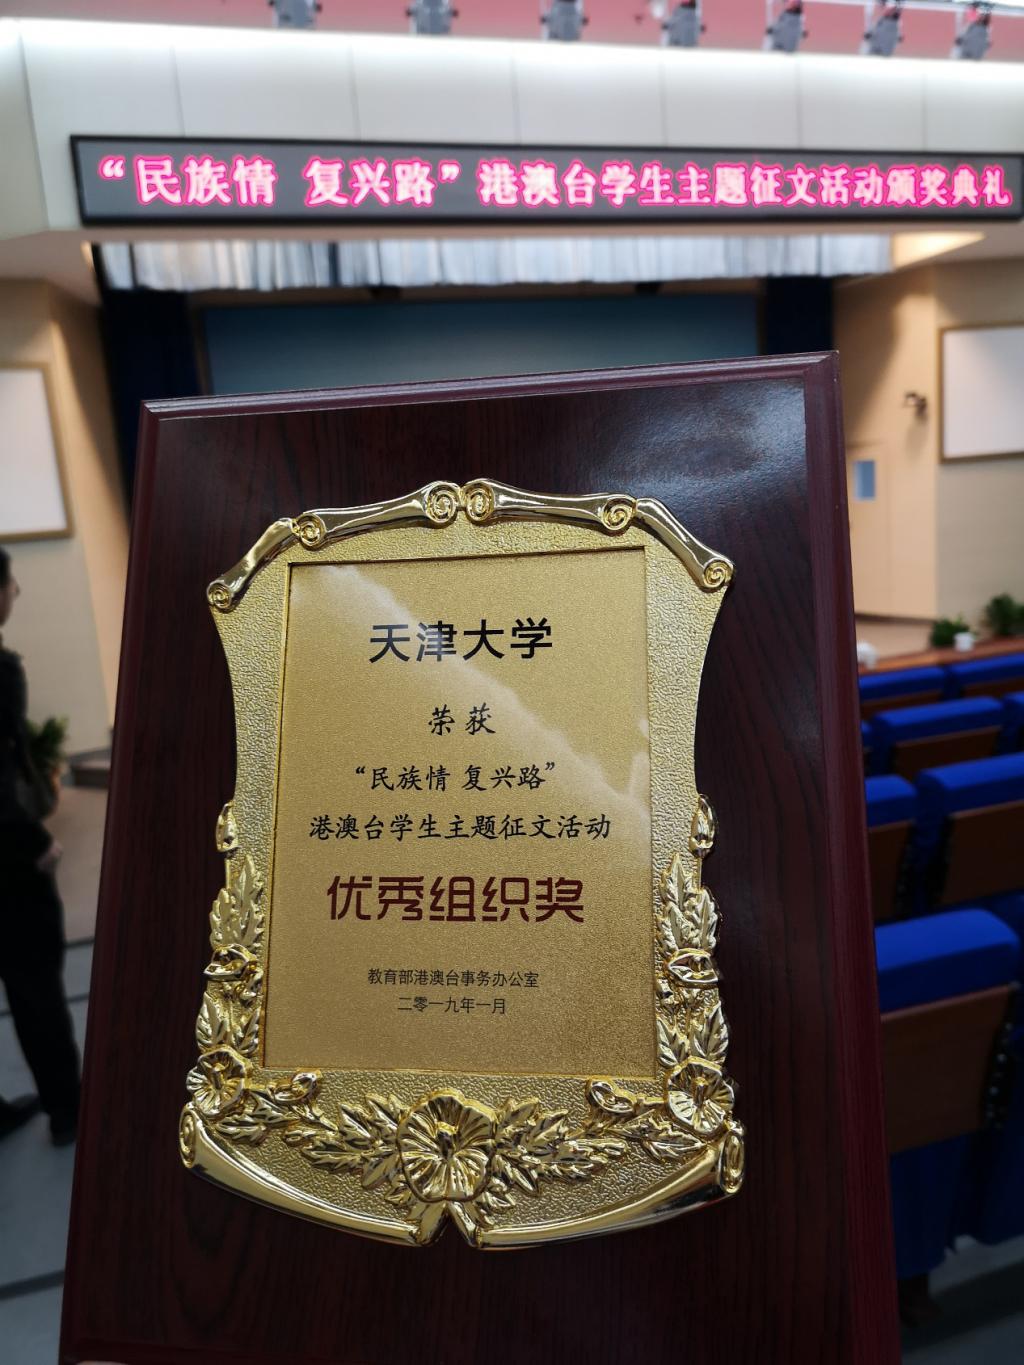 “民族情 复兴路”港澳台学生主题征文活动颁奖典礼
天津大学
荣获
“民族情 复兴路”
港澳台学生主题征文活动
优秀组织奖
教育部港澳台事务办公室
二零一九年一月